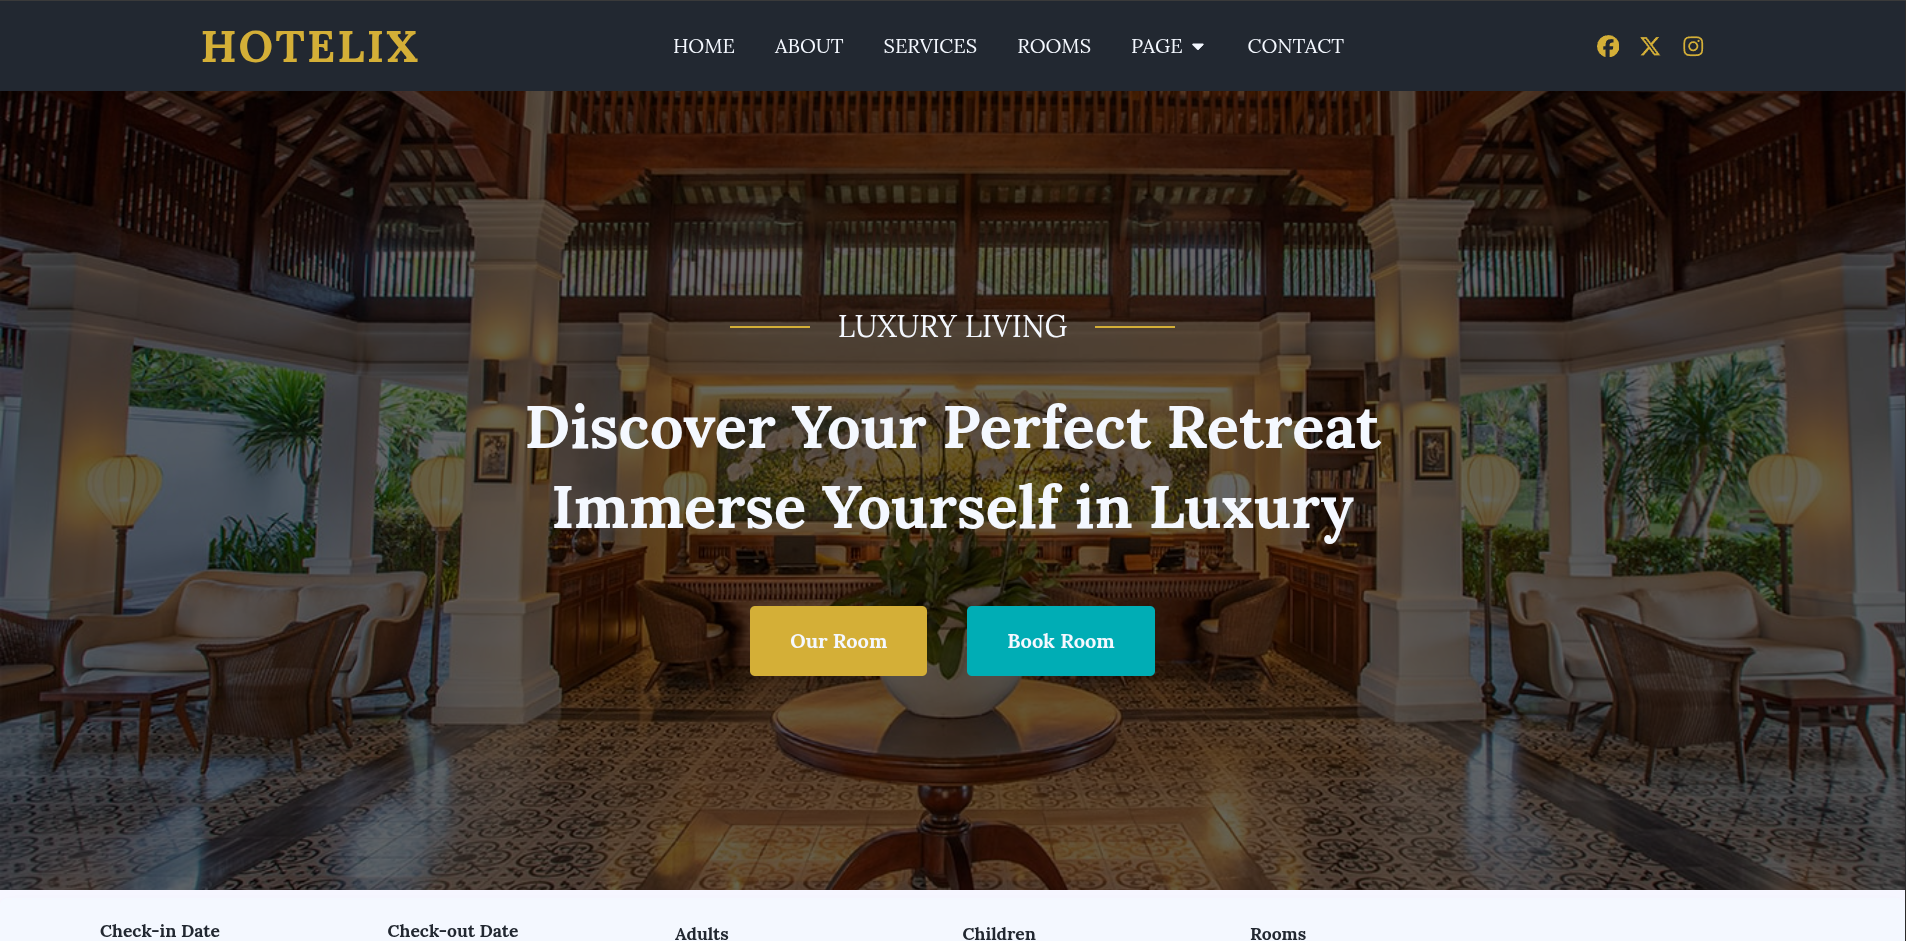 HOTELIX
HOME ABOUT SERVICES ROOMS PAGE CONTACT
LUXURY LIVING
Discover Your Perfect Retreat
Immerse Yourself in Luxury
Our Room Book Room
Check-in Date Check-out Date Adults Children Rooms